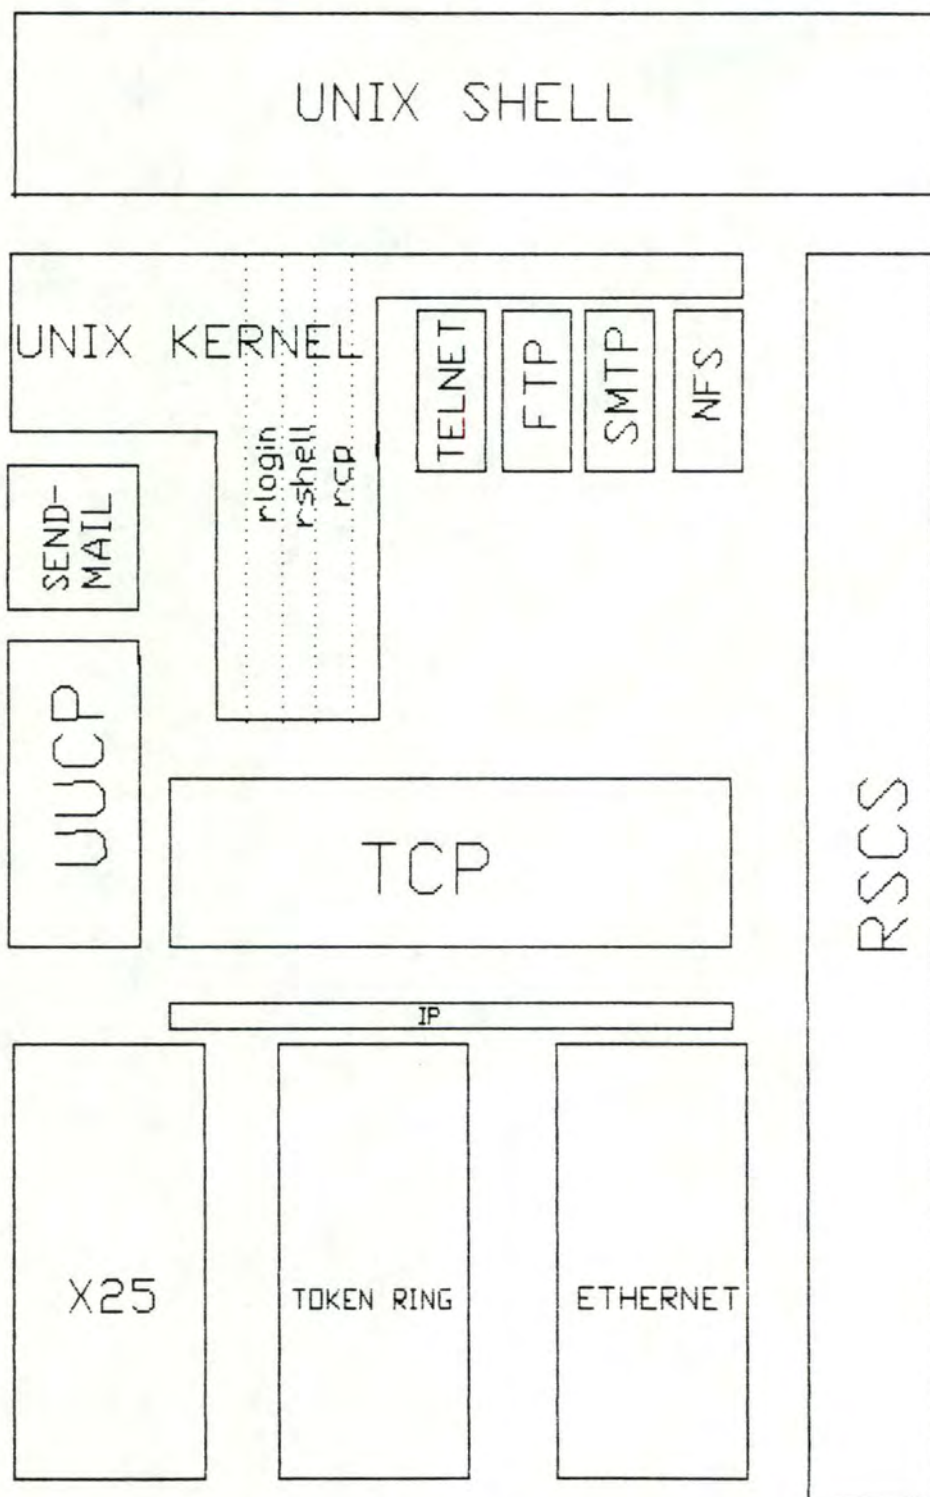 UNIX SHELL
UNIX KERNEL
rlogin
rshell
rcp
TELNET
FTP
SMTP
NFS
SEND-
MAIL
UUCP
TCP
RSCS
IP
X25
TOKEN RING
ETHERNET